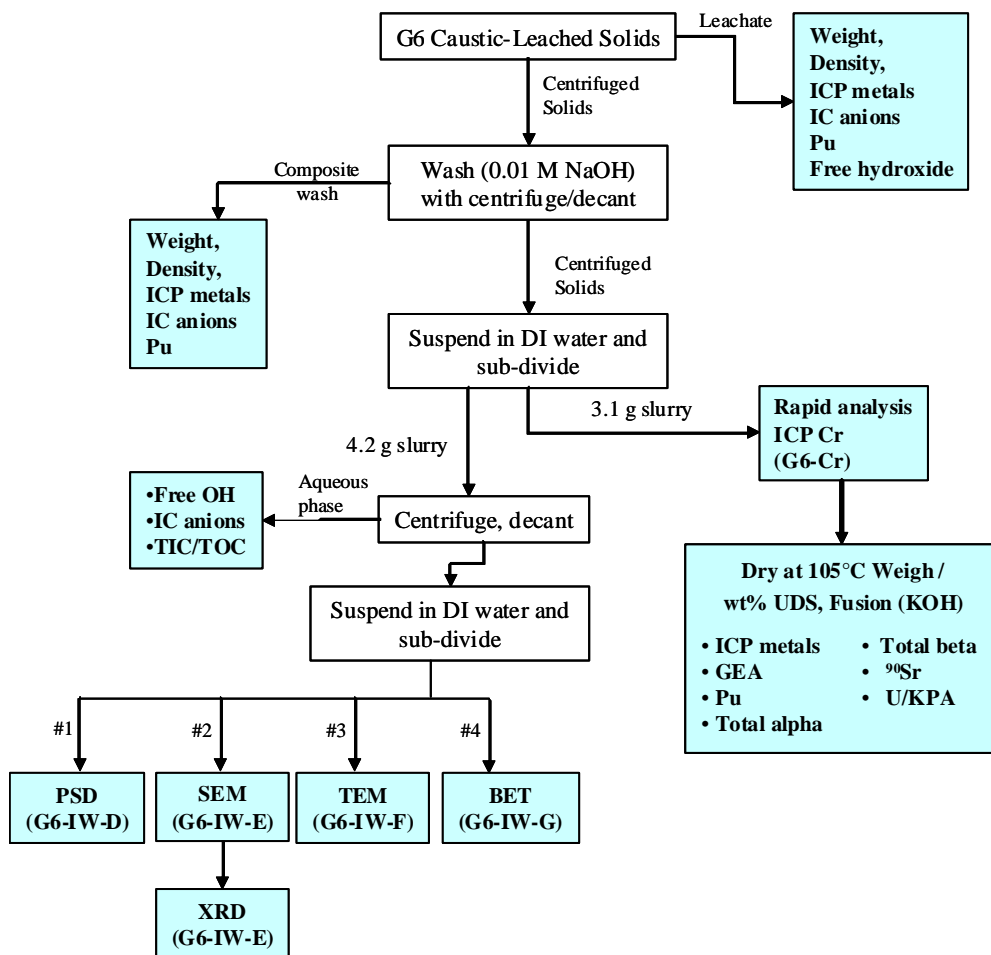 G6 Caustic-Leached Solids
Leachate
Weight,
Density,
ICP metals
IC anions
Pu
Free hydroxide
Centrifuged
Solids
Wash (0.01 M NaOH)
with centrifuge/decant
Composite
wash
Weight,
Density,
ICP metals
IC anions
Pu
Centrifuged
Solids
Suspend in DI water and
sub-divide
3.1 g slurry
Rapid analysis
ICP Cr
(G6-Cr)
4.2 g slurry
Aqueous
phase
•Free OH
•IC anions
•TIC/TOC
Centrifuge, decant
Dry at 105°C Weigh /
wt% UDS, Fusion (KOH)
• ICP metals
• GEA
• Pu
• Total alpha
• Total beta
• ⁹⁰Sr
• U/KPA
Suspend in DI water and
sub-divide
#1
#2
#3
#4
PSD
(G6-IW-D)
SEM
(G6-IW-E)
TEM
(G6-IW-F)
BET
(G6-IW-G)
XRD
(G6-IW-E)